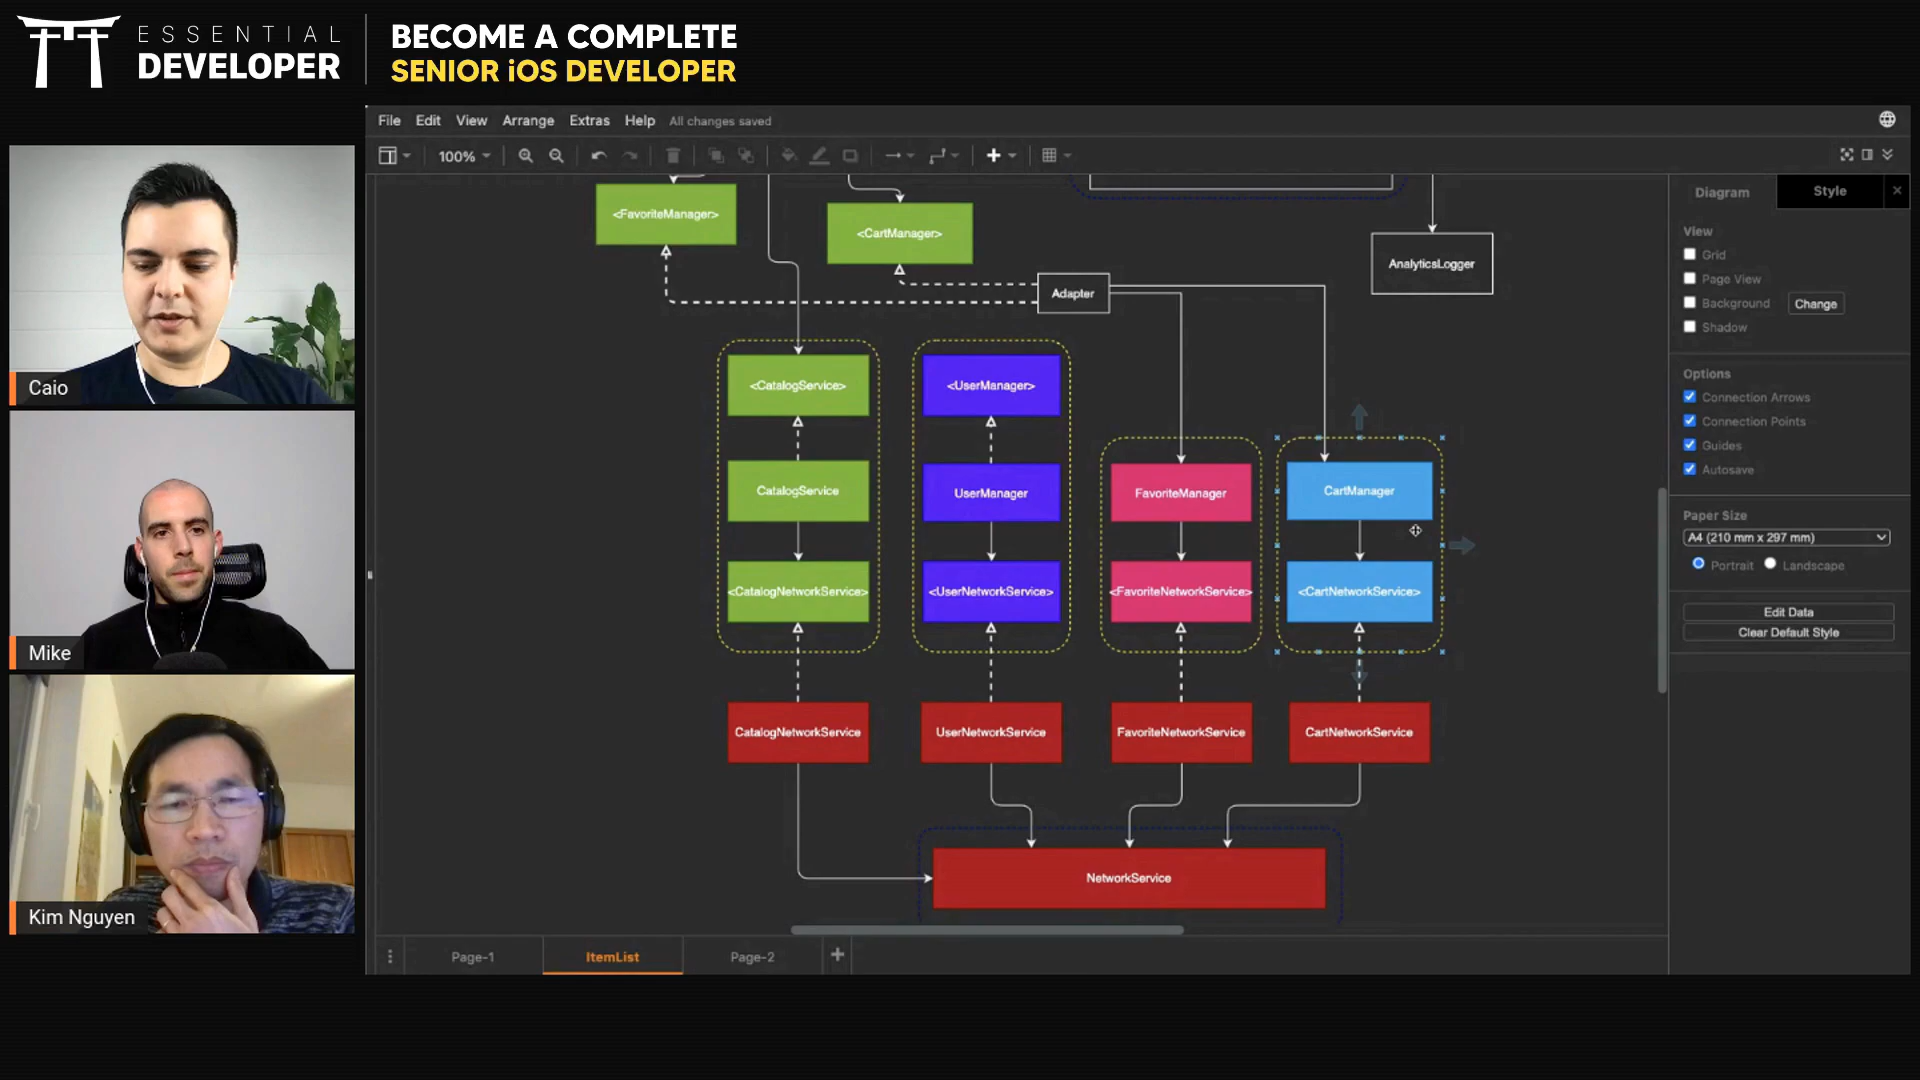 ESSENTIAL
DEVELOPER
BECOME A COMPLETE
SENIOR iOS DEVELOPER
Caio
Mike
Kim Nguyen
File Edit View Arrange Extras Help All changes saved
100%
<FavoriteManager>
<CartManager>
Adapter
AnalyticsLogger
<CatalogService>
<UserManager>
CatalogService
UserManager
FavoriteManager
CartManager
<CatalogNetworkService>
<UserNetworkService>
<FavoriteNetworkService>
<CartNetworkService>
CatalogNetworkService
UserNetworkService
FavoriteNetworkService
CartNetworkService
NetworkService
Page-1
ItemList
Page-2
Diagram
Style
View
Grid
Page View
Background
Change
Shadow
Options
Connection Arrows
Connection Points
Guides
Autosave
Paper Size
A4 (210 mm x 297 mm)
Portrait
Landscape
Edit Data
Clear Default Style